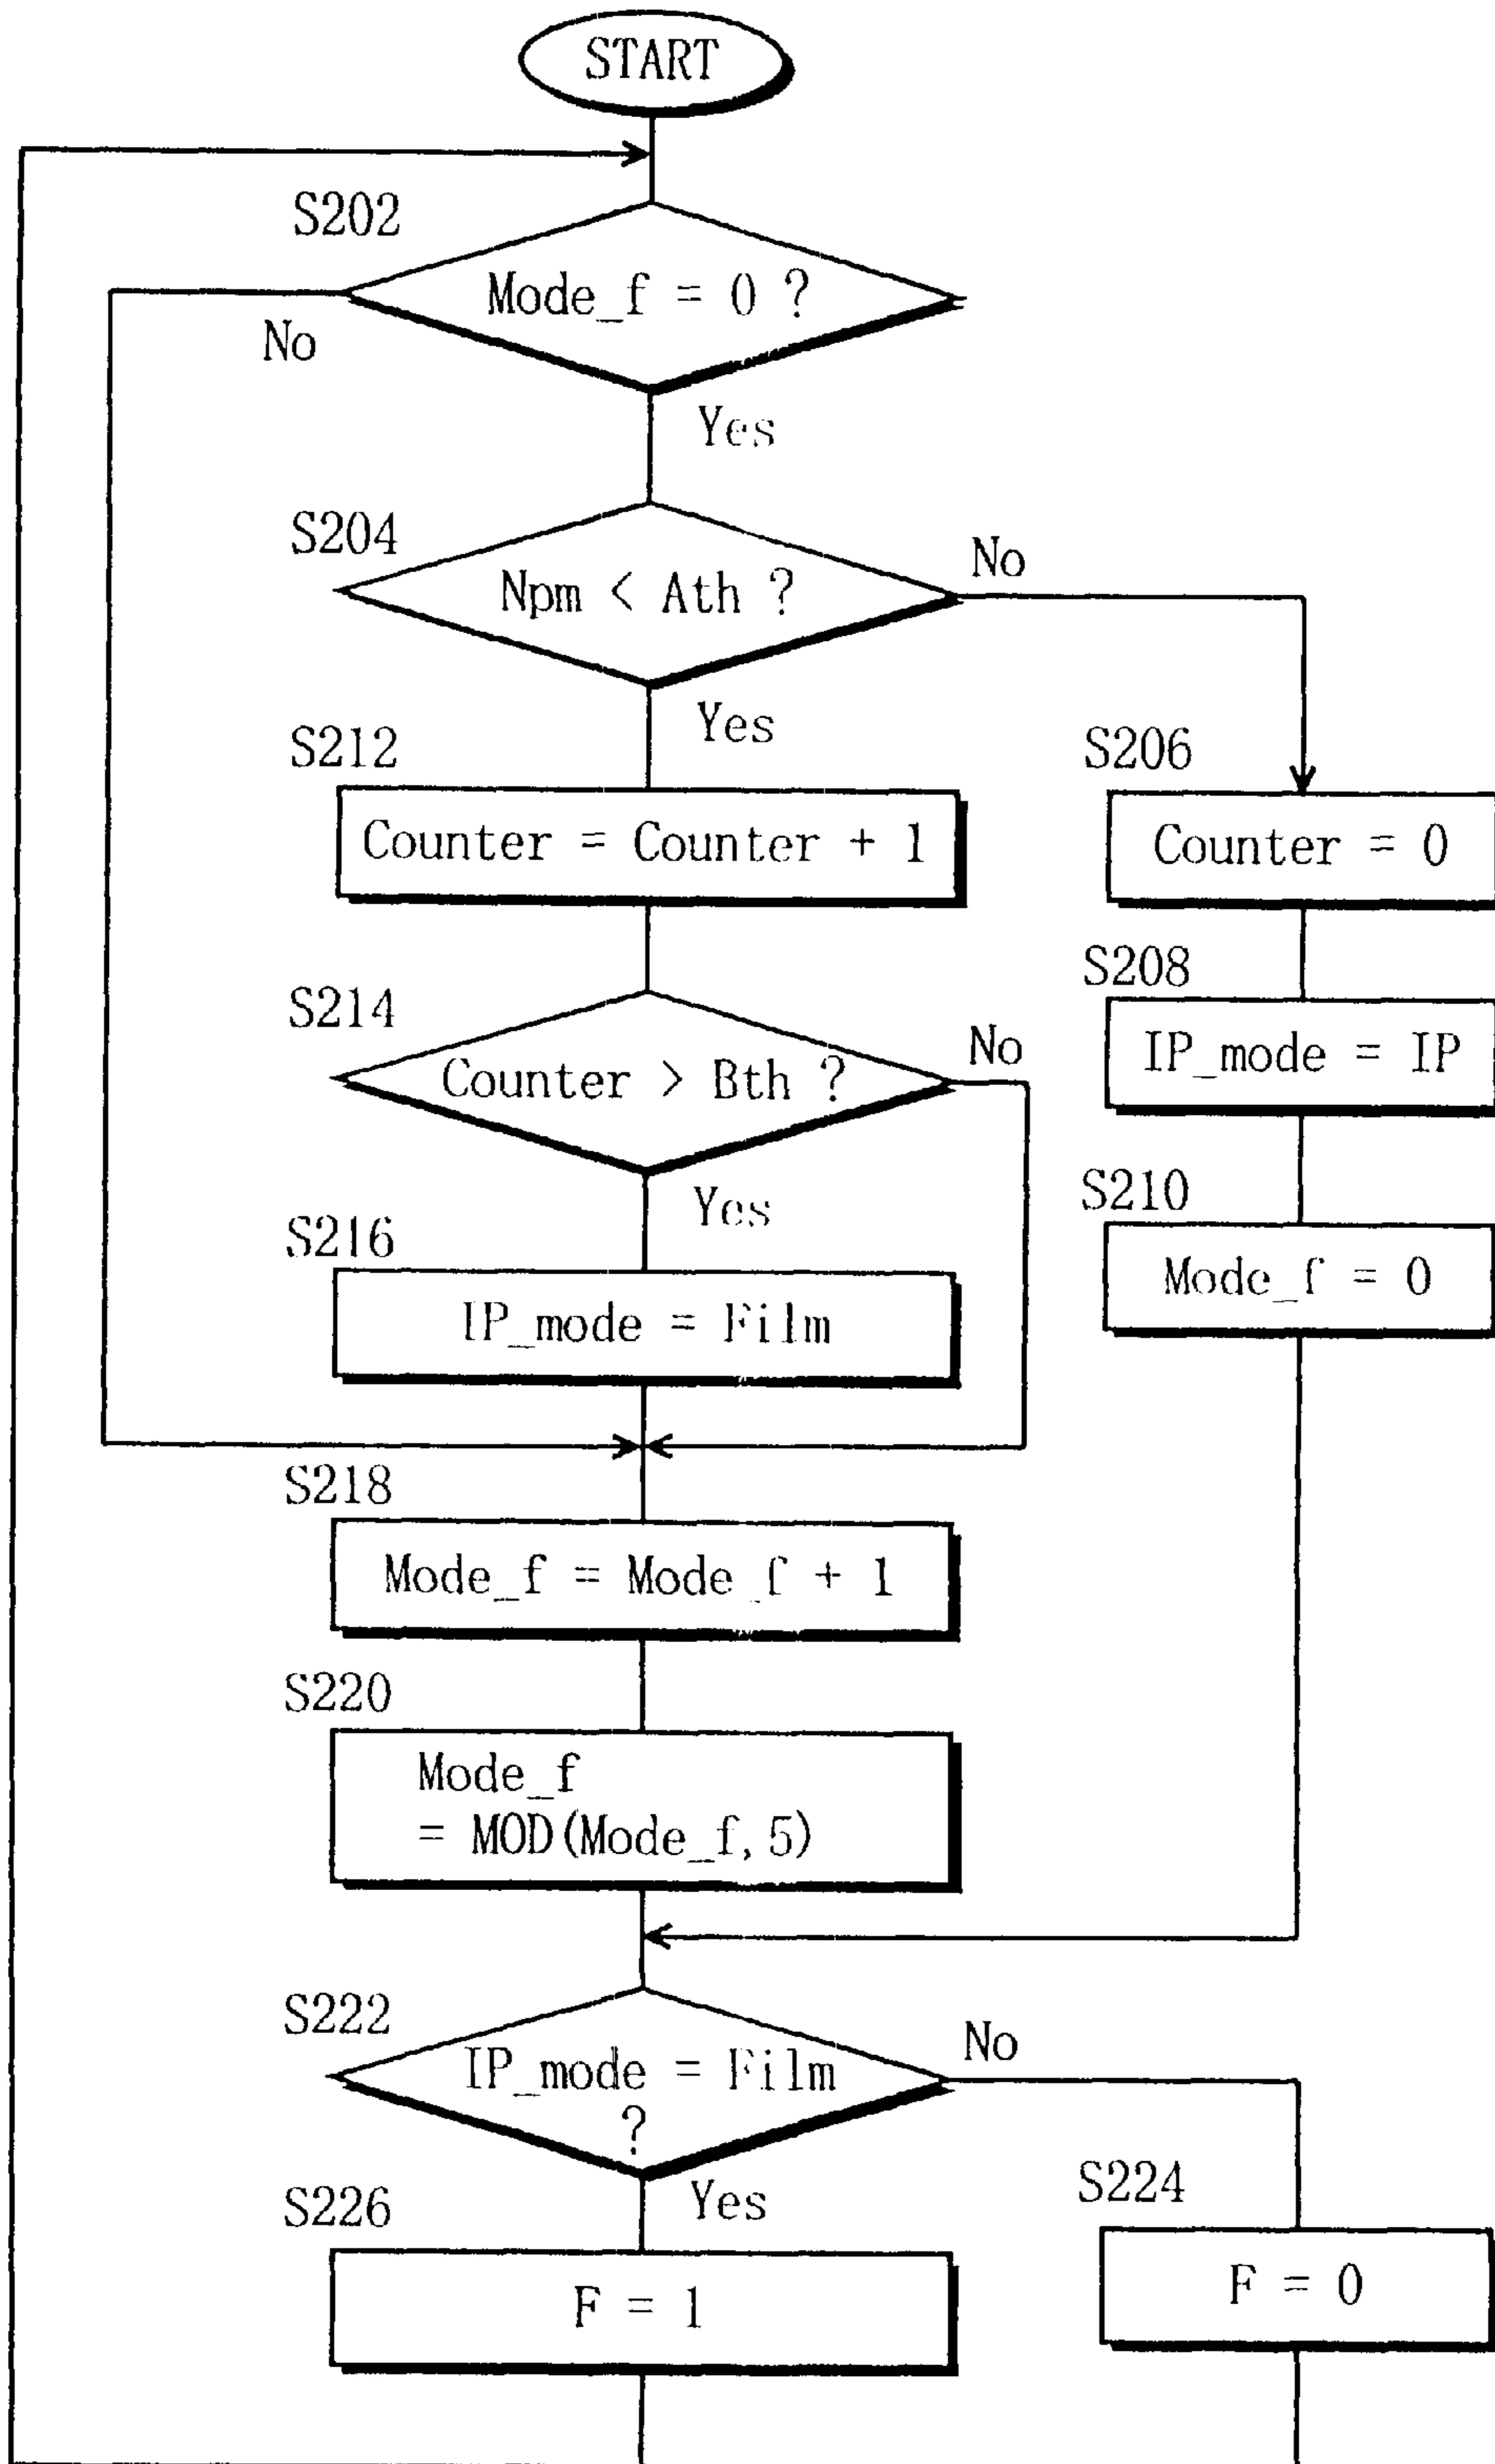 START
S202
Mode_f = 0 ?
No
Yes
S204
Npm < Ath ?
No
Yes
S212
Counter = Counter + 1
S206
Counter = 0
S208
IP_mode = IP
S214
Counter > Bth ?
No
Yes
S210
Mode_f = 0
S216
IP_mode = Film
S218
Mode_f = Mode_f + 1
S220
Mode_f
= MOD(Mode_f, 5)
S222
IP_mode = Film
?
No
Yes
S224
F = 0
S226
F = 1